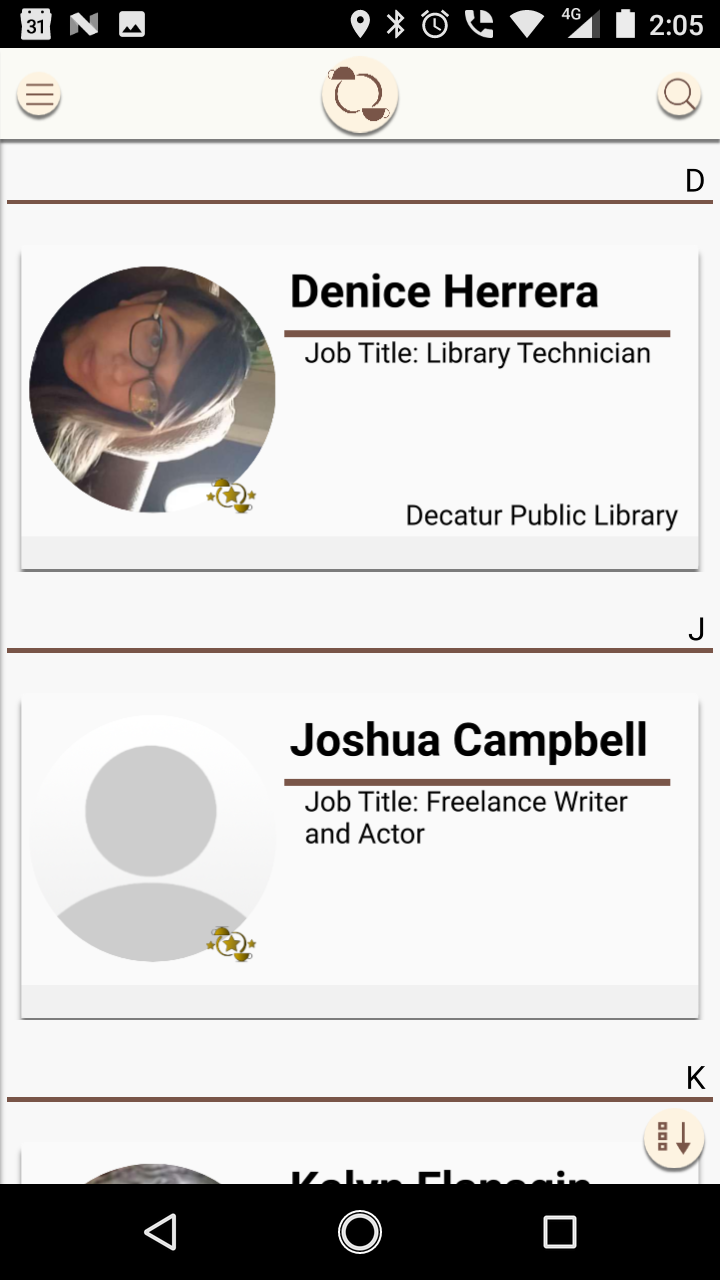 31
4G
2:05
D
Denice Herrera
Job Title: Library Technician
Decatur Public Library
J
Joshua Campbell
Job Title: Freelance Writer
and Actor
K